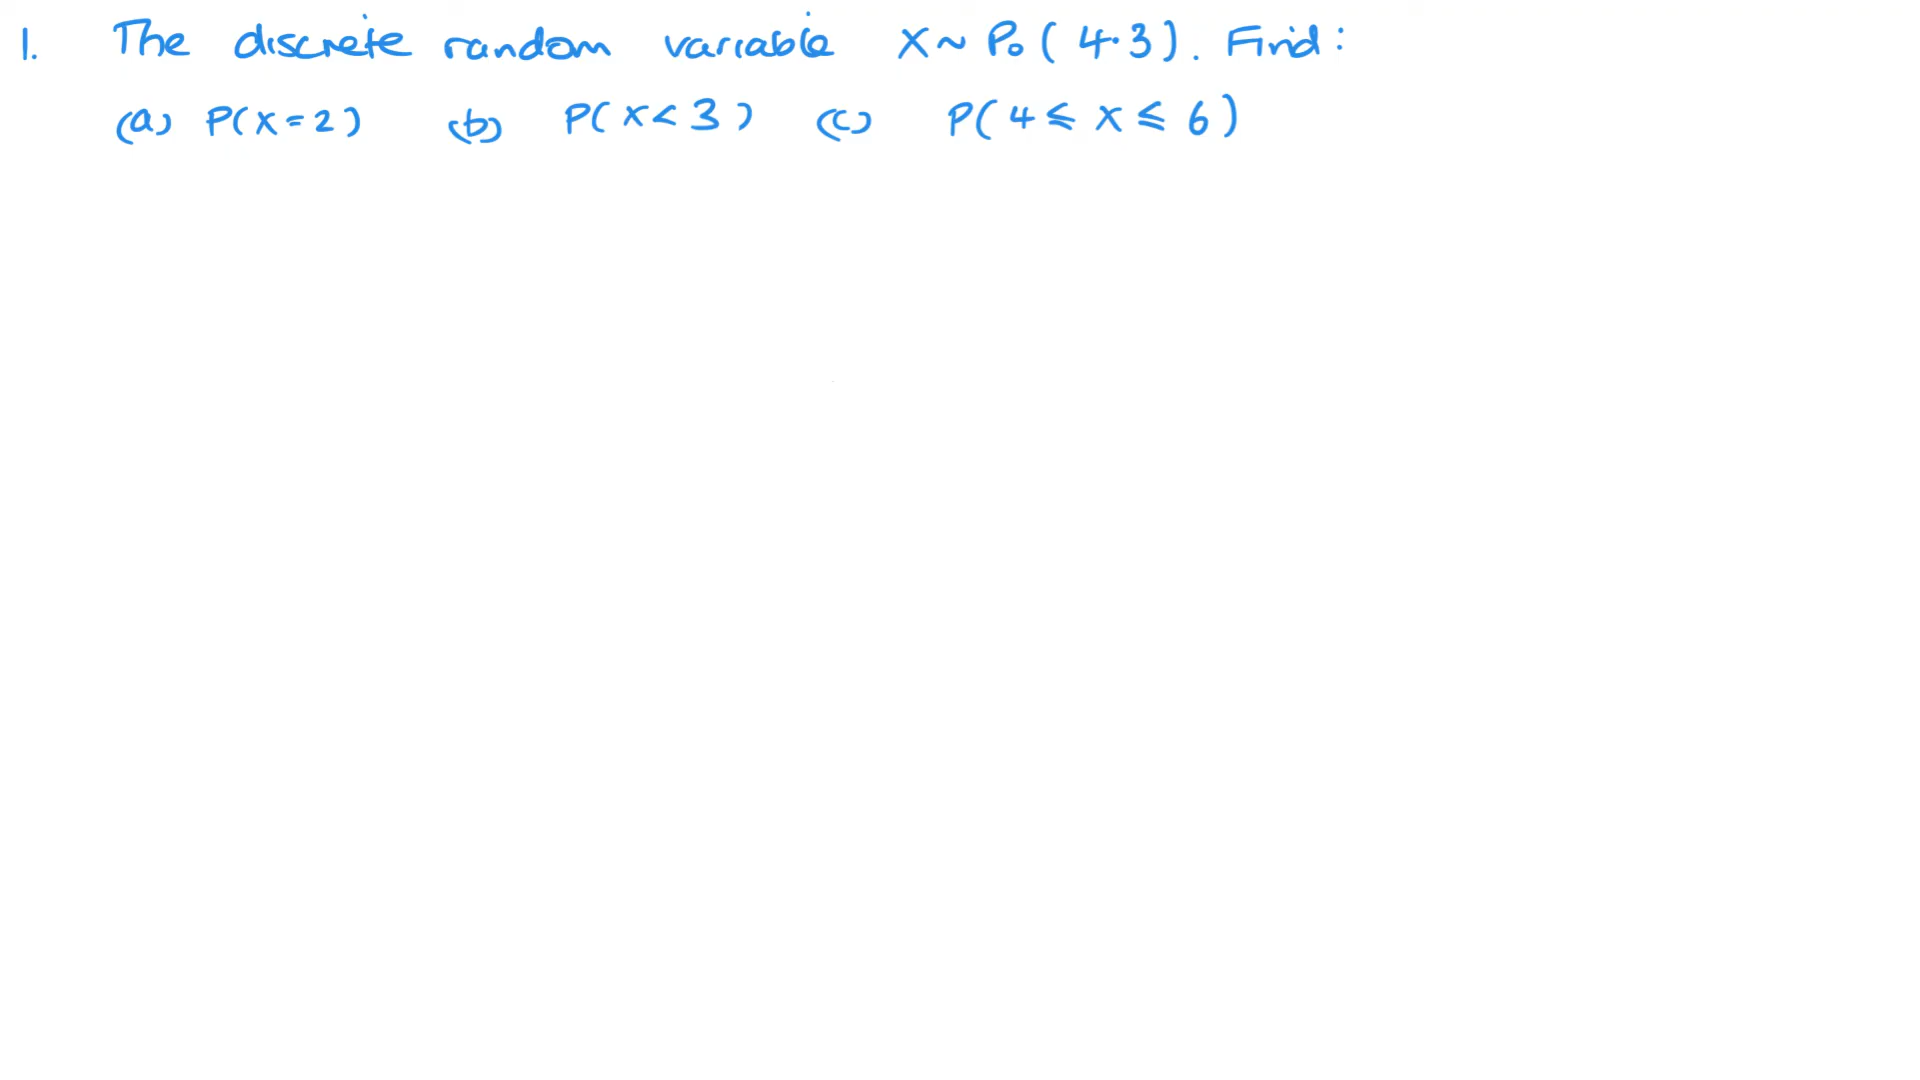 1. The discrete random variable X ~ Po (4·3). Find:
(a) P(X=2) (b) P(X<3) (c) P(4 ⩽ X ⩽ 6)